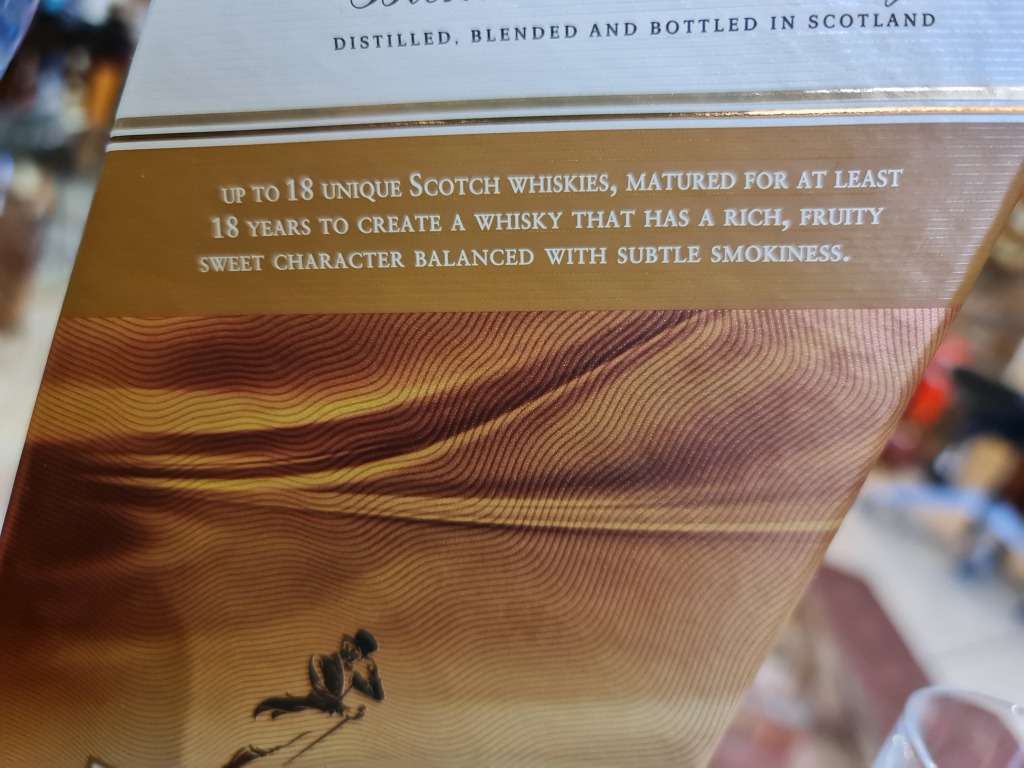 DISTILLED, BLENDED AND BOTTLED IN SCOTLAND
UP TO 18 UNIQUE SCOTCH WHISKIES, MATURED FOR AT LEAST
18 YEARS TO CREATE A WHISKY THAT HAS A RICH, FRUITY
SWEET CHARACTER BALANCED WITH SUBTLE SMOKINESS.